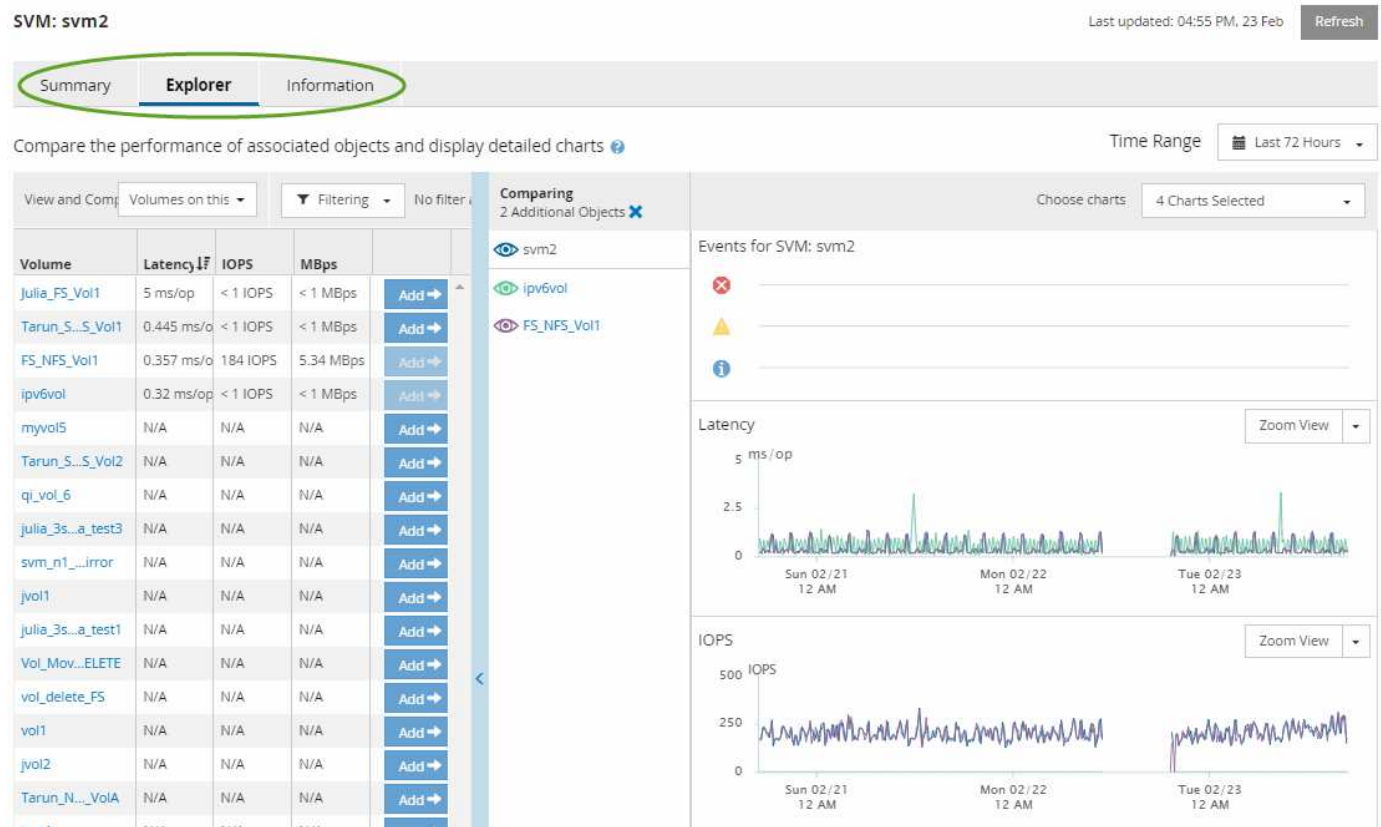 SVM: svm2
Last updated: 04:55 PM, 23 Feb Refresh
Summary Explorer Information
Compare the performance of associated objects and display detailed charts ?
Time Range Last 72 Hours
View and Comp Volumes on this Filtering No filter
Comparing
2 Additional Objects
Choose charts 4 Charts Selected
Volume Latency IOPS MBps
Julia_FS_Vol1 5 ms/op < 1 IOPS < 1 MBps Add
Tarun_S...S_Vol1 0.445 ms/o < 1 IOPS < 1 MBps Add
FS_NFS_Vol1 0.357 ms/o 184 IOPS 5.34 MBps Add
ipv6vol 0.32 ms/op < 1 IOPS < 1 MBps Add
myvol5 N/A N/A N/A Add
Tarun_S...S_Vol2 N/A N/A N/A Add
qi_vol_6 N/A N/A N/A Add
julia_3s...a_test3 N/A N/A N/A Add
svm_n1_...irror N/A N/A N/A Add
jvol1 N/A N/A N/A Add
julia_3s...a_test1 N/A N/A N/A Add
Vol_Mov...ELETE N/A N/A N/A Add
vol_delete_FS N/A N/A N/A Add
vol1 N/A N/A N/A Add
jvol2 N/A N/A N/A Add
Tarun_N..._VolA N/A N/A N/A Add
svm2
ipv6vol
FS_NFS_Vol1
Events for SVM: svm2
Latency Zoom View
5 ms/op
2.5
0
Sun 02/21 Mon 02/22 Tue 02/23
12 AM 12 AM 12 AM
IOPS Zoom View
500 IOPS
250
0
Sun 02/21 Mon 02/22 Tue 02/23
12 AM 12 AM 12 AM